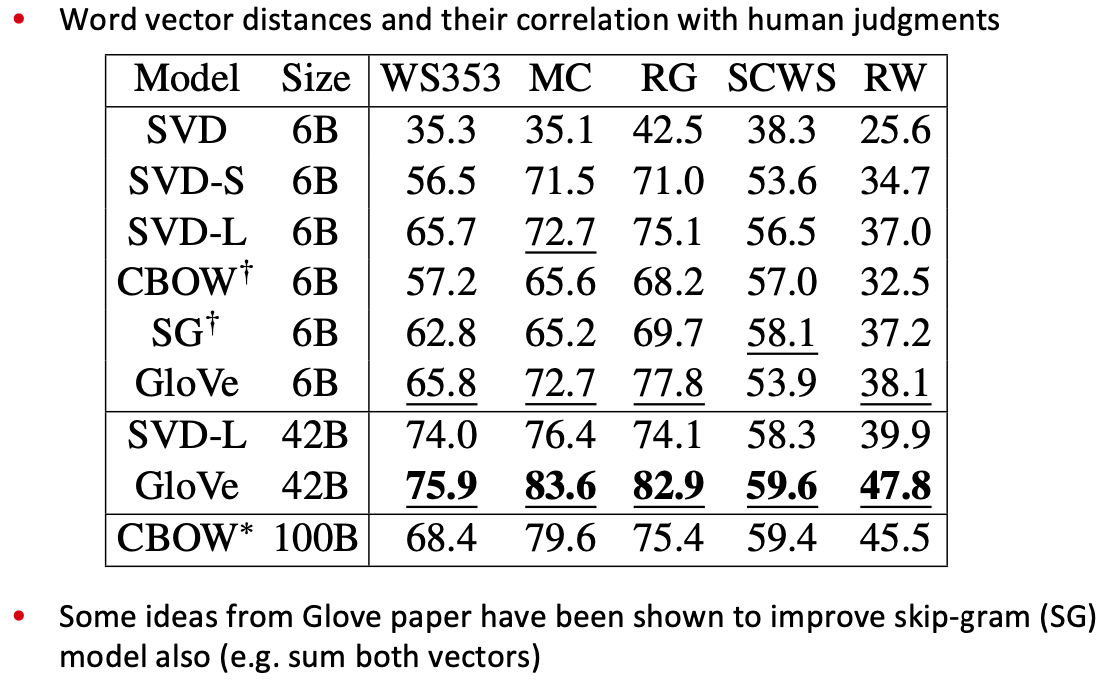 • Word vector distances and their correlation with human judgments
Model Size WS353 MC RG SCWS RW
SVD 6B 35.3 35.1 42.5 38.3 25.6
SVD-S 6B 56.5 71.5 71.0 53.6 34.7
SVD-L 6B 65.7 72.7 75.1 56.5 37.0
CBOW† 6B 57.2 65.6 68.2 57.0 32.5
SG† 6B 62.8 65.2 69.7 58.1 37.2
GloVe 6B 65.8 72.7 77.8 53.9 38.1
SVD-L 42B 74.0 76.4 74.1 58.3 39.9
GloVe 42B 75.9 83.6 82.9 59.6 47.8
CBOW* 100B 68.4 79.6 75.4 59.4 45.5
• Some ideas from Glove paper have been shown to improve skip-gram (SG)
model also (e.g. sum both vectors)